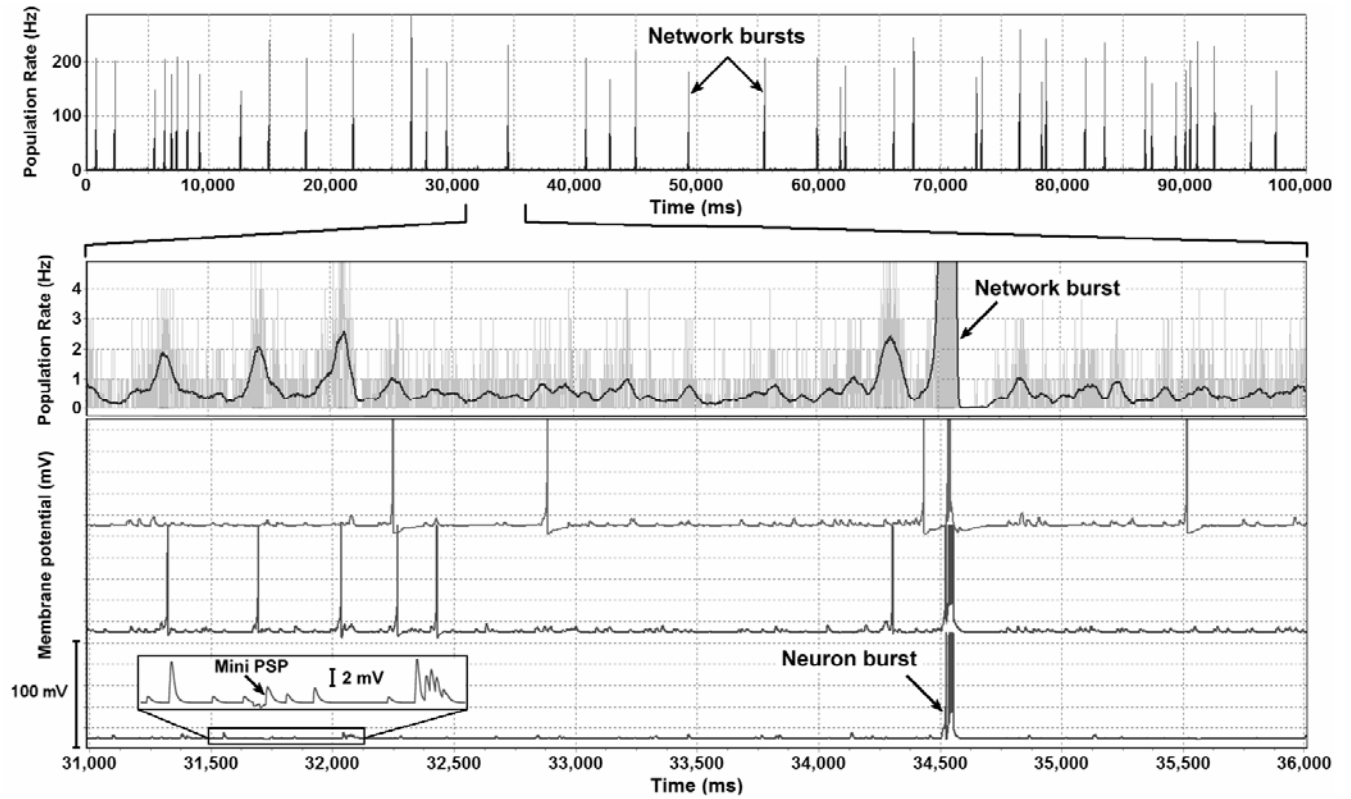 Population Rate (Hz)
200
100
0
Network bursts
0 10,000 20,000 30,000 40,000 50,000 60,000 70,000 80,000 90,000 100,000
Time (ms)
Population Rate (Hz)
4
3
2
1
0
Network burst
Membrane potential (mV)
100 mV
Mini PSP
2 mV
Neuron burst
31,000 31,500 32,000 32,500 33,000 33,500 34,000 34,500 35,000 35,500 36,000
Time (ms)